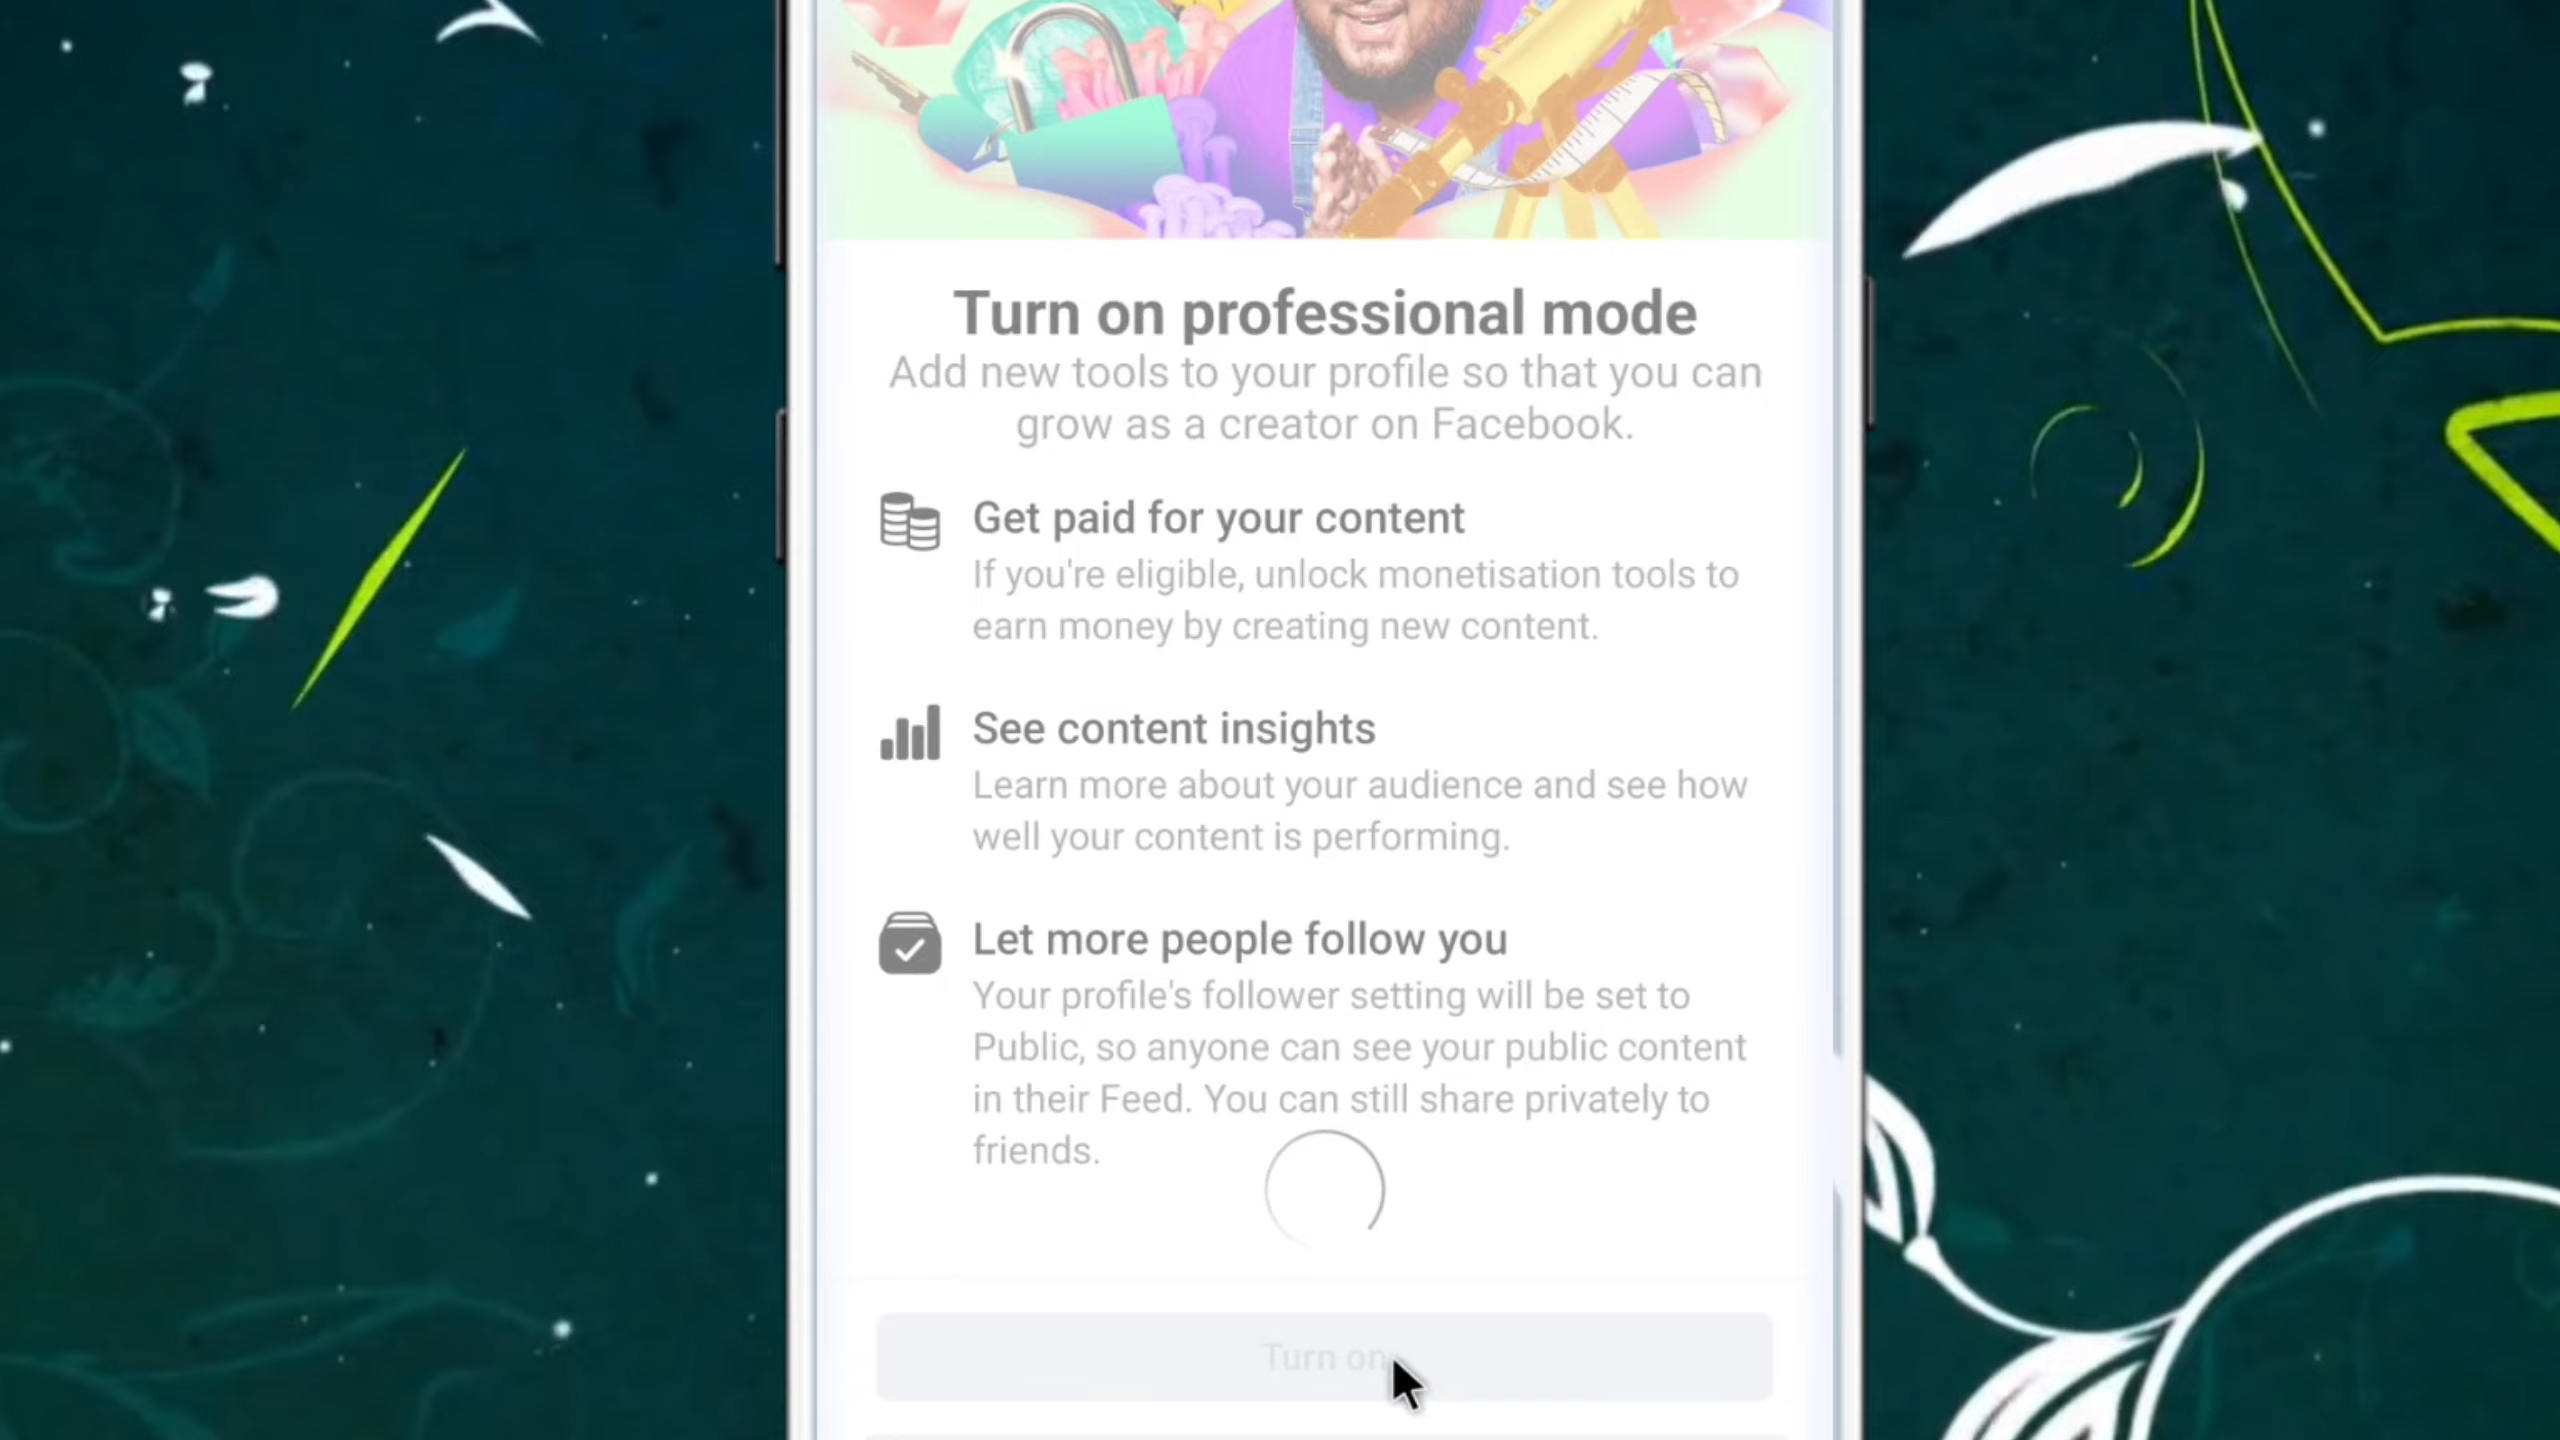 Turn on professional mode
Add new tools to your profile so that you can
grow as a creator on Facebook.
Get paid for your content
If you're eligible, unlock monetisation tools to
earn money by creating new content.
See content insights
Learn more about your audience and see how
well your content is performing.
Let more people follow you
Your profile's follower setting will be set to
Public, so anyone can see your public content
in their Feed. You can still share privately to
friends.
Turn on